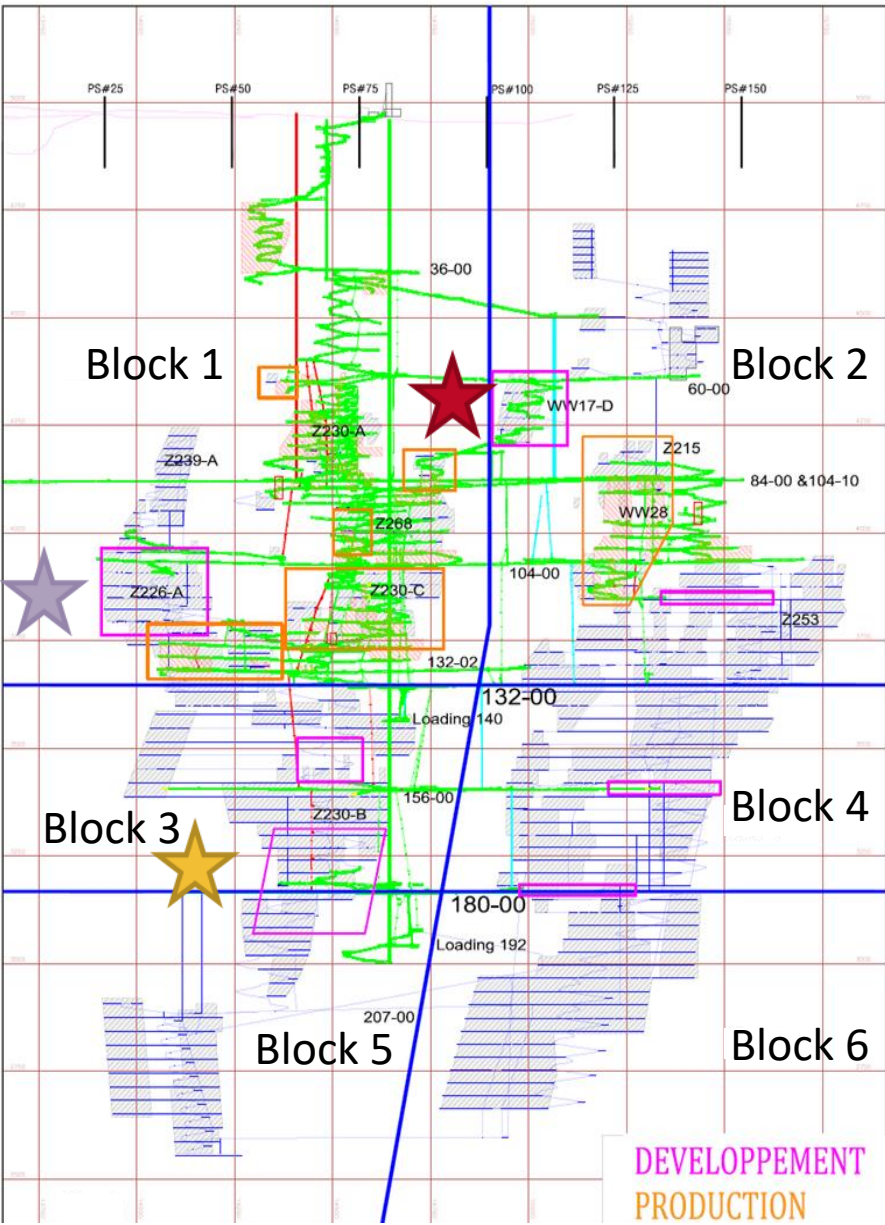 PS#25 PS#50 PS#75 PS#100 PS#125 PS#150
36-00
Block 1
Block 2
60-00
WW17-D
Z230-A
Z239-A
Z215
84-00 &104-10
WW28
Z268
104-00
Z226-A
Z230-C
Z253
132-02
132-00
Loading 140
156-00
Block 4
Z230-B
Block 3
180-00
Loading 192
207-00
Block 5
Block 6
DEVELOPPEMENT
PRODUCTION